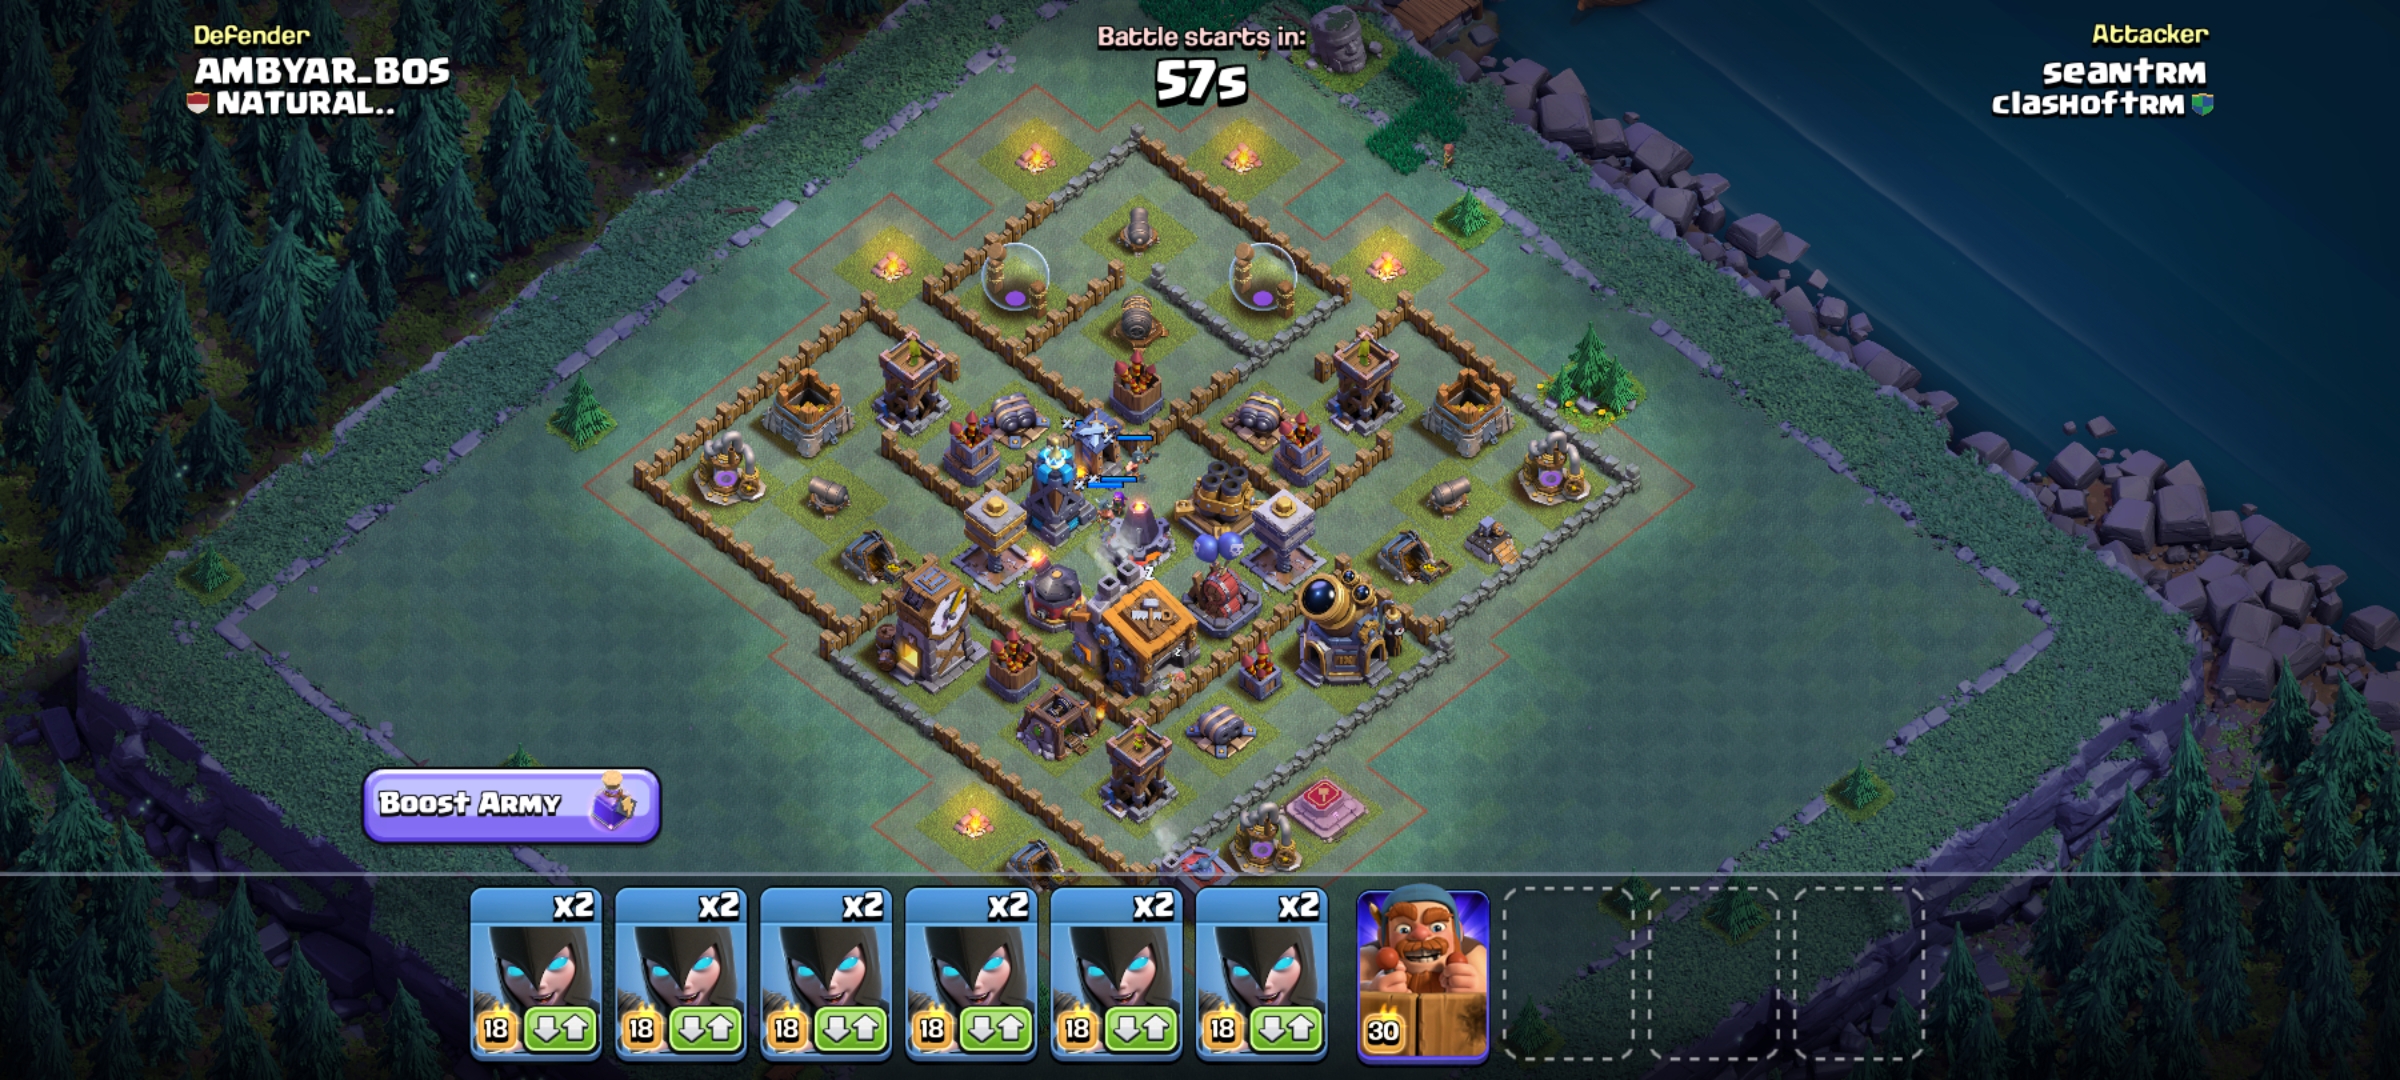 Defender
AMBYAR_BOS
NATURAL..
Battle starts in:
57s
Attacker
seantRM
clashoftRM
z
z
Boost Army
x2
x2
x2
x2
x2
x2
18
18
18
18
18
18
30